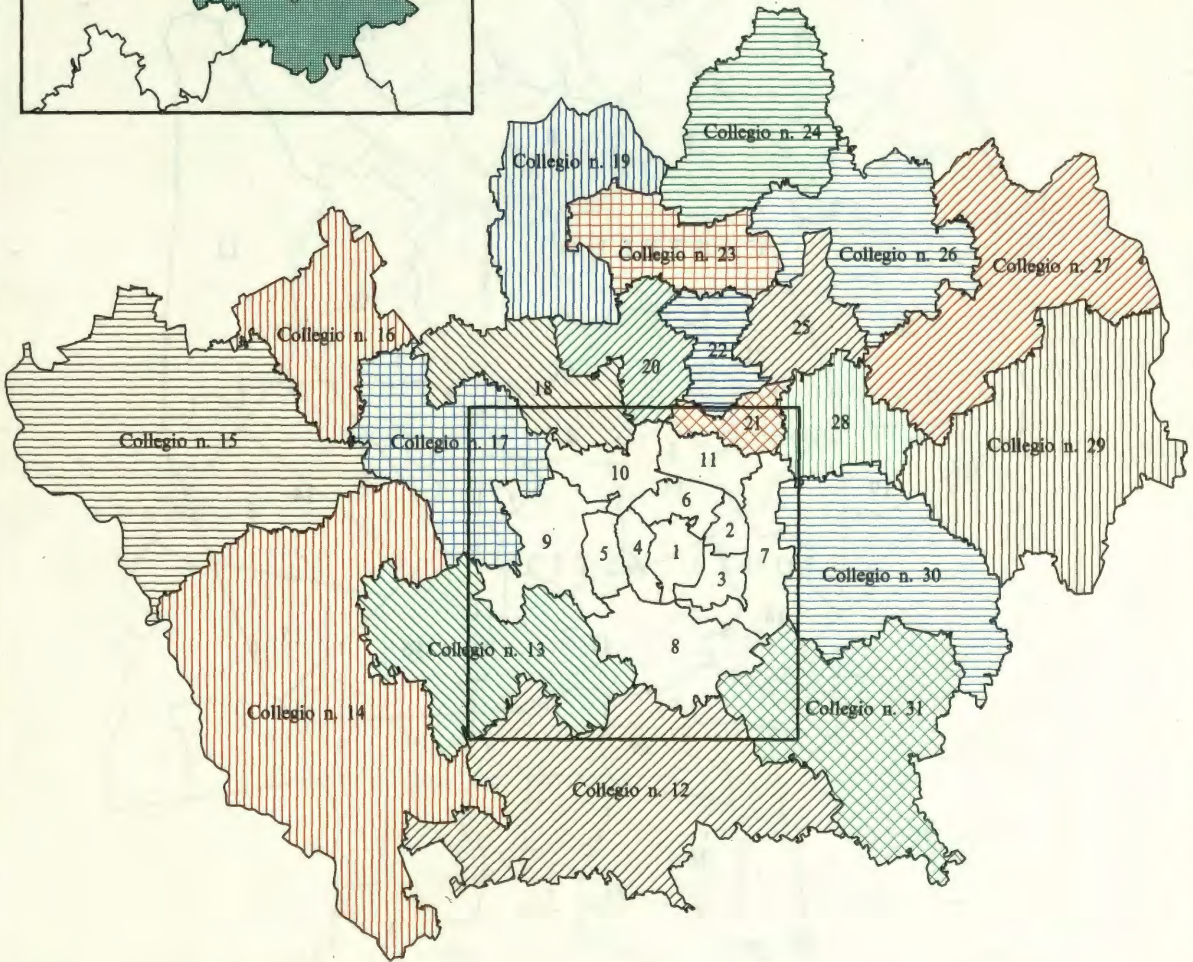 Collegio n. 24
Collegio n. 19
Collegio n. 23
Collegio n. 26
Collegio n. 27
Collegio n. 16
25
22
20
18
Collegio n. 15
Collegio n. 17
21
28
Collegio n. 29
10
11
6
2
9
5
4
1
7
3
Collegio n. 30
8
Collegio n. 13
Collegio n. 14
Collegio n. 31
Collegio n. 12